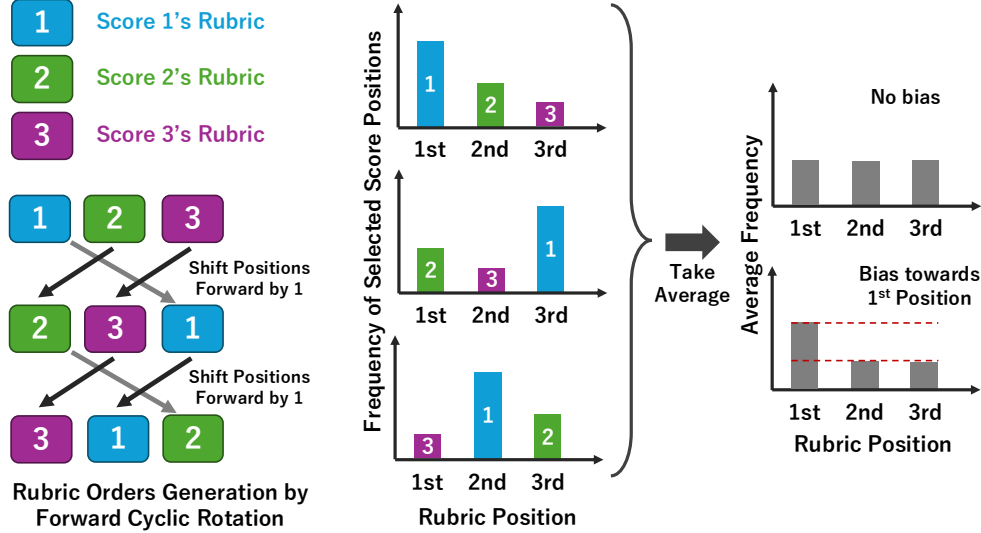 1 Score 1's Rubric
2 Score 2's Rubric
3 Score 3's Rubric
1 2 3
Shift Positions
Forward by 1
2 3 1
Shift Positions
Forward by 1
3 1 2
Rubric Orders Generation by
Forward Cyclic Rotation
Frequency of Selected Score Positions
1 2 3
1st 2nd 3rd
2 3 1
1st 2nd 3rd
3 1 2
1st 2nd 3rd
Rubric Position
Take
Average
Average Frequency
No bias
1st 2nd 3rd
Bias towards
1st Position
1st 2nd 3rd
Rubric Position